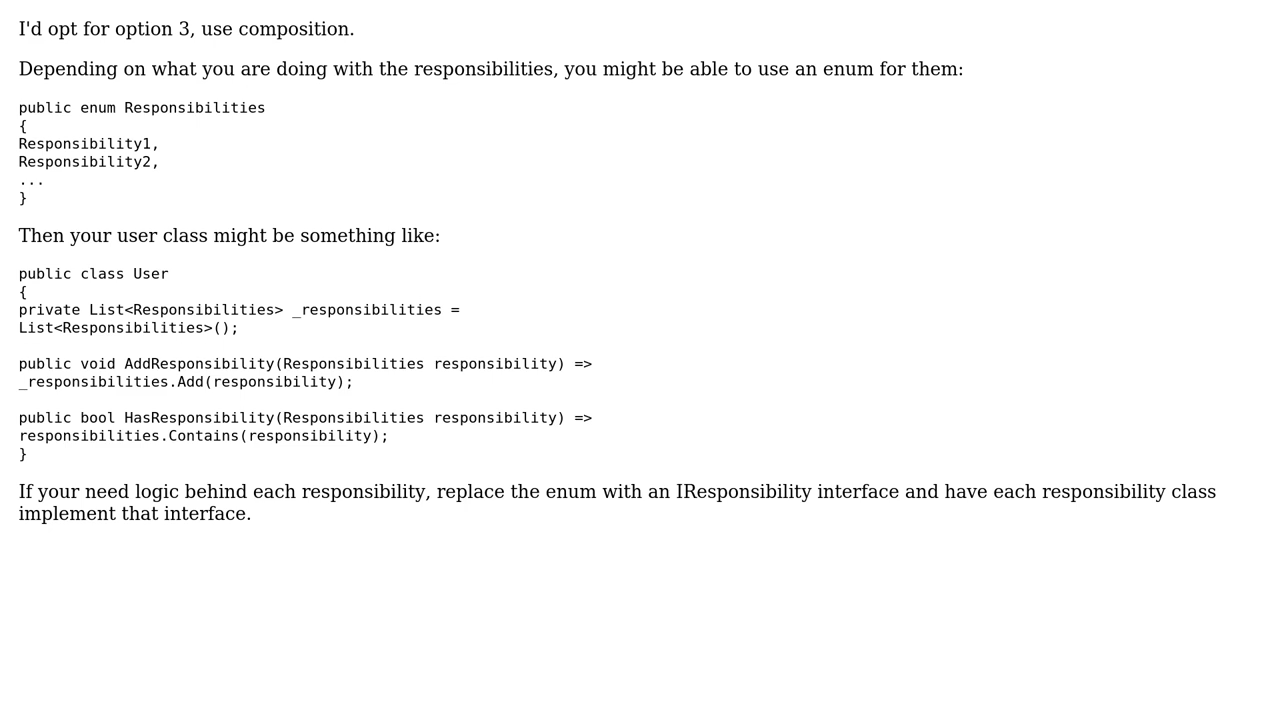 I'd opt for option 3, use composition.
Depending on what you are doing with the responsibilities, you might be able to use an enum for them:
public enum Responsibilities
{
Responsibility1,
Responsibility2,
...
}
Then your user class might be something like:
public class User
{
private List<Responsibilities> _responsibilities =
List<Responsibilities>();
public void AddResponsibility(Responsibilities responsibility) =>
_responsibilities.Add(responsibility);
public bool HasResponsibility(Responsibilities responsibility) =>
responsibilities.Contains(responsibility);
}
If your need logic behind each responsibility, replace the enum with an IResponsibility interface and have each responsibility class
implement that interface.